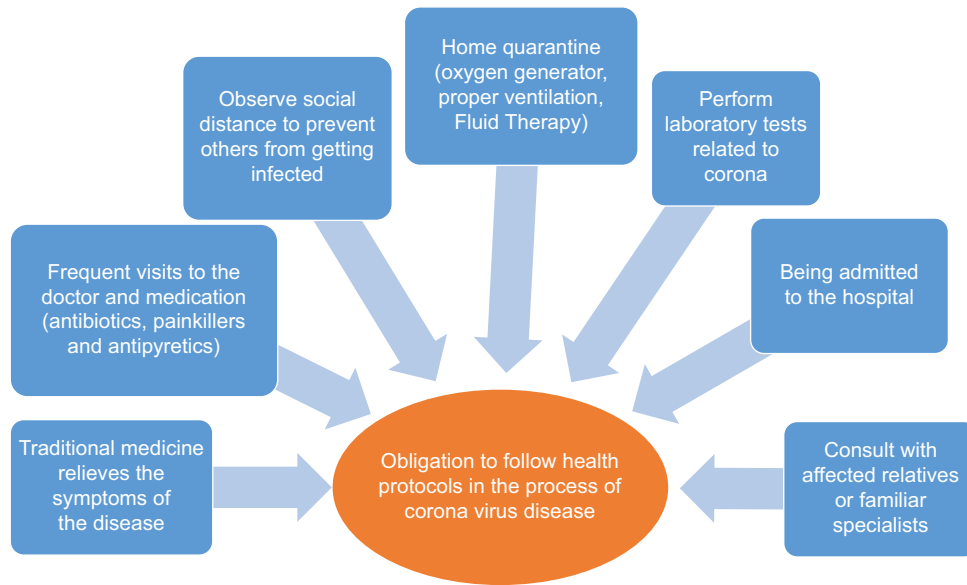 Home quarantine
(oxygen generator,
proper ventilation,
Fluid Therapy)
Observe social
distance to prevent
others from getting
infected
Perform
laboratory tests
related to
corona
Frequent visits to the
doctor and medication
(antibiotics, painkillers
and antipyretics)
Being admitted
to the hospital
Traditional medicine
relieves the
symptoms of
the disease
Obligation to follow health
protocols in the process of
corona virus disease
Consult with
affected relatives
or familiar
specialists